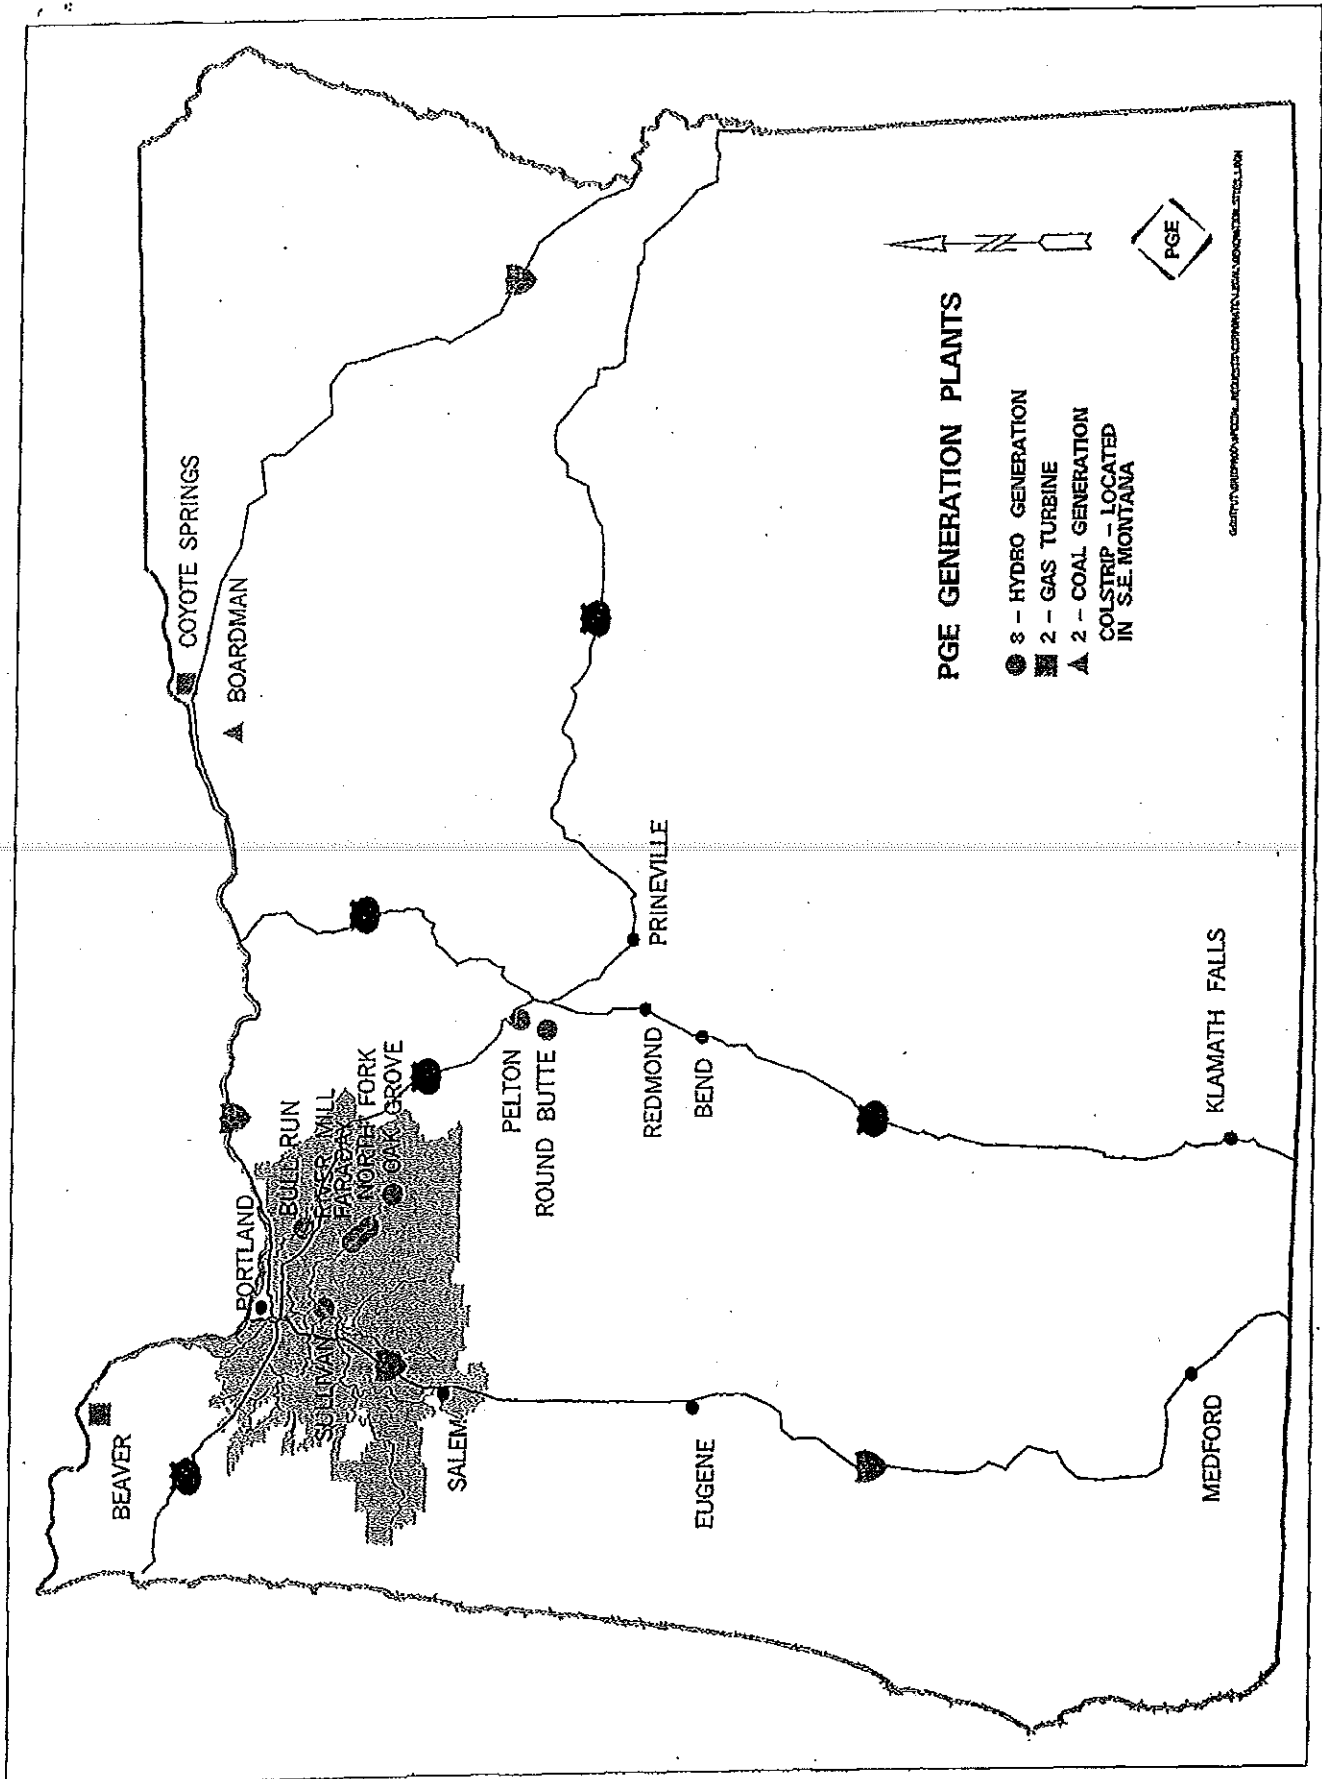 COYOTE SPRINGS
BOARDMAN
BEAVER
PORTLAND
BULL RUN
RIVER MILL
FARADAY
NORTH FORK
OAK GROVE
SULLIVAN
SALEM
PELTON
ROUND BUTTE
REDMOND
BEND
PRINEVILLE
EUGENE
MEDFORD
KLAMATH FALLS
PGE GENERATION PLANTS
8 - HYDRO GENERATION
2 - GAS TURBINE
2 - COAL GENERATION
COLSTRIP - LOCATED
IN S.E. MONTANA
N
PGE